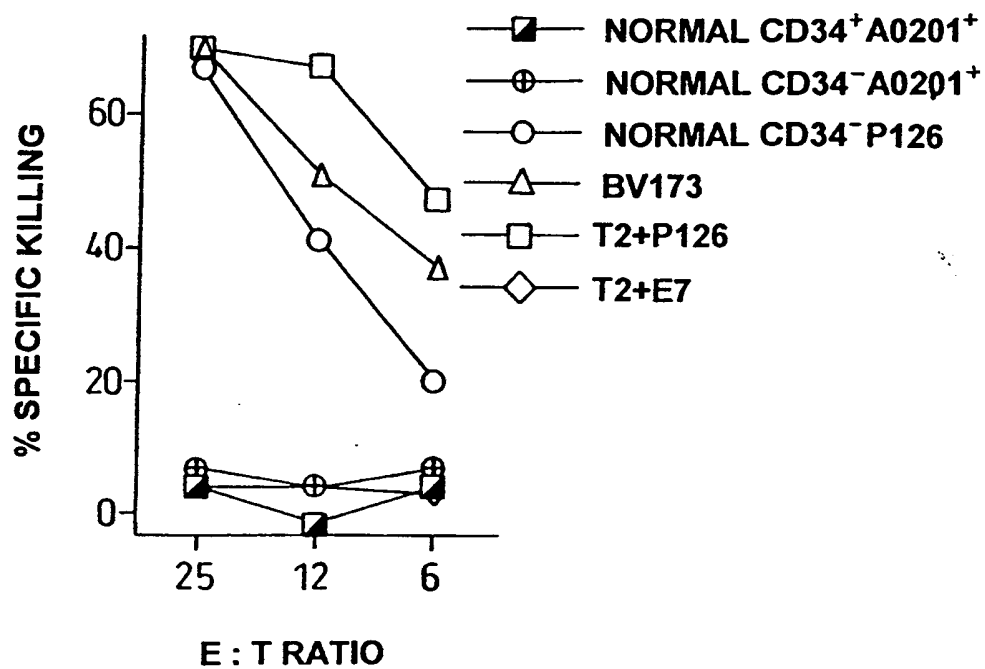 NORMAL CD34⁺A0201⁺
NORMAL CD34⁻A0201⁺
NORMAL CD34⁻P126
BV173
T2+P126
T2+E7
% SPECIFIC KILLING
60
40
20
0
25 12 6
E : T RATIO